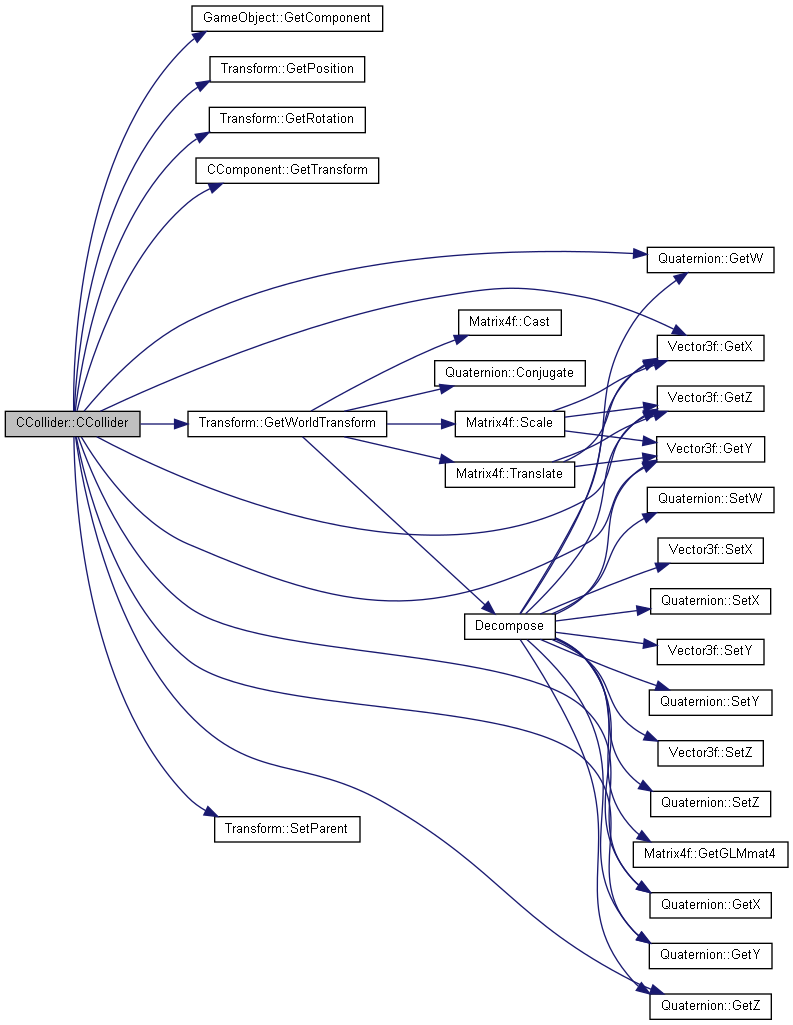 GameObject::GetComponent
Transform::GetPosition
Transform::GetRotation
CComponent::GetTransform
Quaternion::GetW
Matrix4f::Cast
Vector3f::GetX
Quaternion::Conjugate
Vector3f::GetZ
CCollider::CCollider
Transform::GetWorldTransform
Matrix4f::Scale
Vector3f::GetY
Matrix4f::Translate
Quaternion::SetW
Vector3f::SetX
Quaternion::SetX
Decompose
Vector3f::SetY
Quaternion::SetY
Vector3f::SetZ
Quaternion::SetZ
Transform::SetParent
Matrix4f::GetGLMmat4
Quaternion::GetX
Quaternion::GetY
Quaternion::GetZ